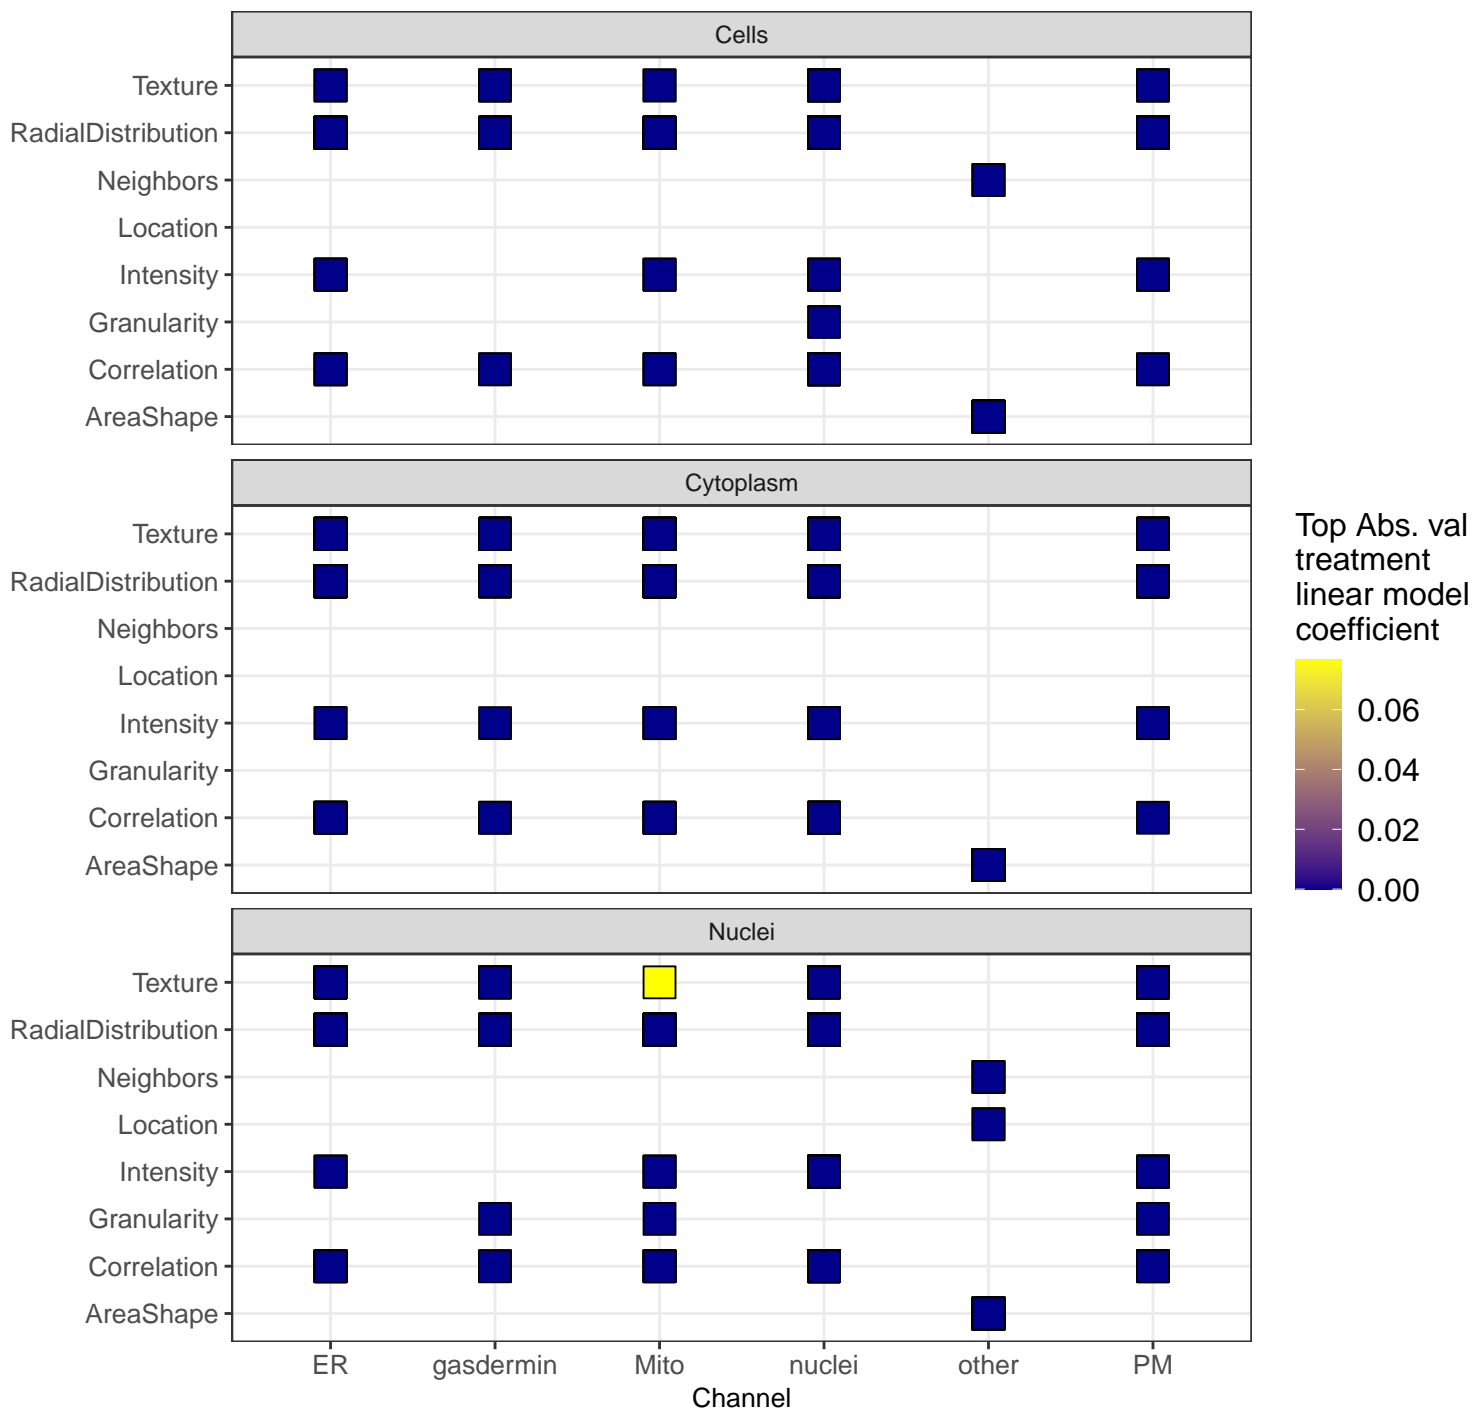 Cells
Texture
RadialDistribution
Neighbors
Location
Intensity
Granularity
Correlation
AreaShape
Cytoplasm
Texture
RadialDistribution
Neighbors
Location
Intensity
Granularity
Correlation
AreaShape
Nuclei
Texture
RadialDistribution
Neighbors
Location
Intensity
Granularity
Correlation
AreaShape
ER gasdermin Mito nuclei other PM
Channel
Top Abs. val
treatment
linear model
coefficient
0.06
0.04
0.02
0.00